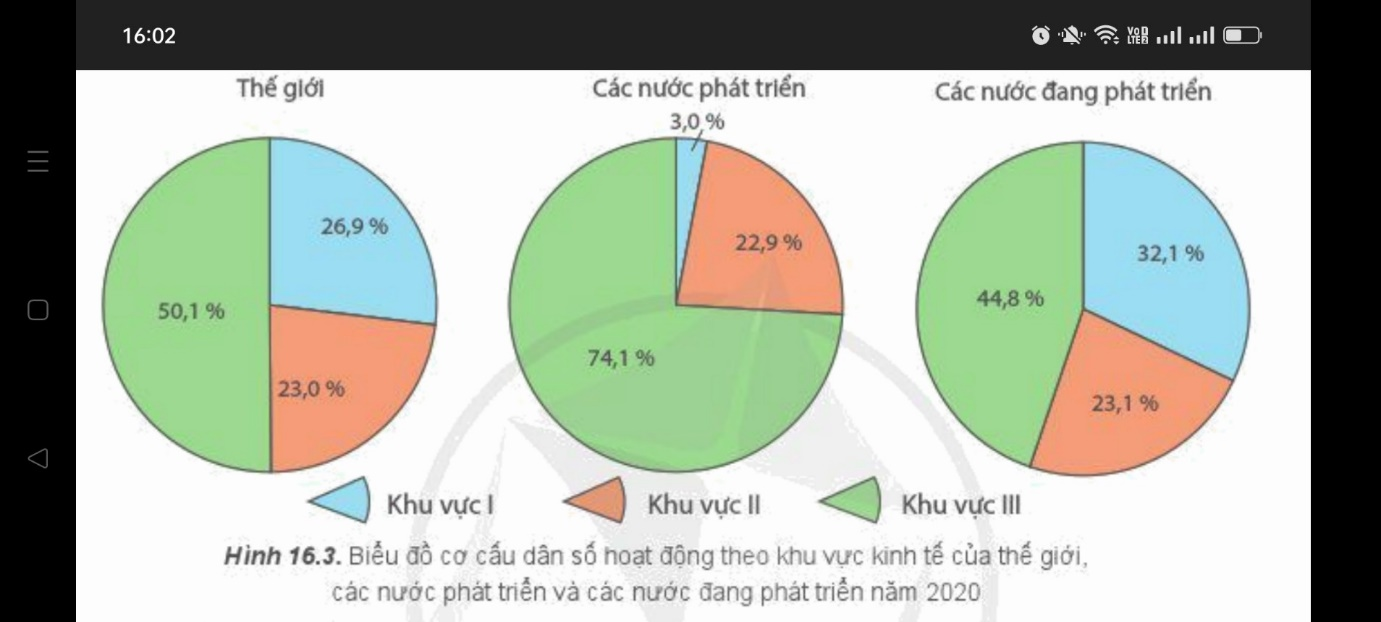 16:02
Thế giới
Các nước phát triển
Các nước đang phát triển
3,0 %
26,9 %
22,9 %
32,1 %
50,1 %
44,8 %
74,1 %
23,0 %
23,1 %
Khu vực I
Khu vực II
Khu vực III
Hình 16.3. Biểu đồ cơ cấu dân số hoạt động theo khu vực kinh tế của thế giới,
các nước phát triển và các nước đang phát triển năm 2020